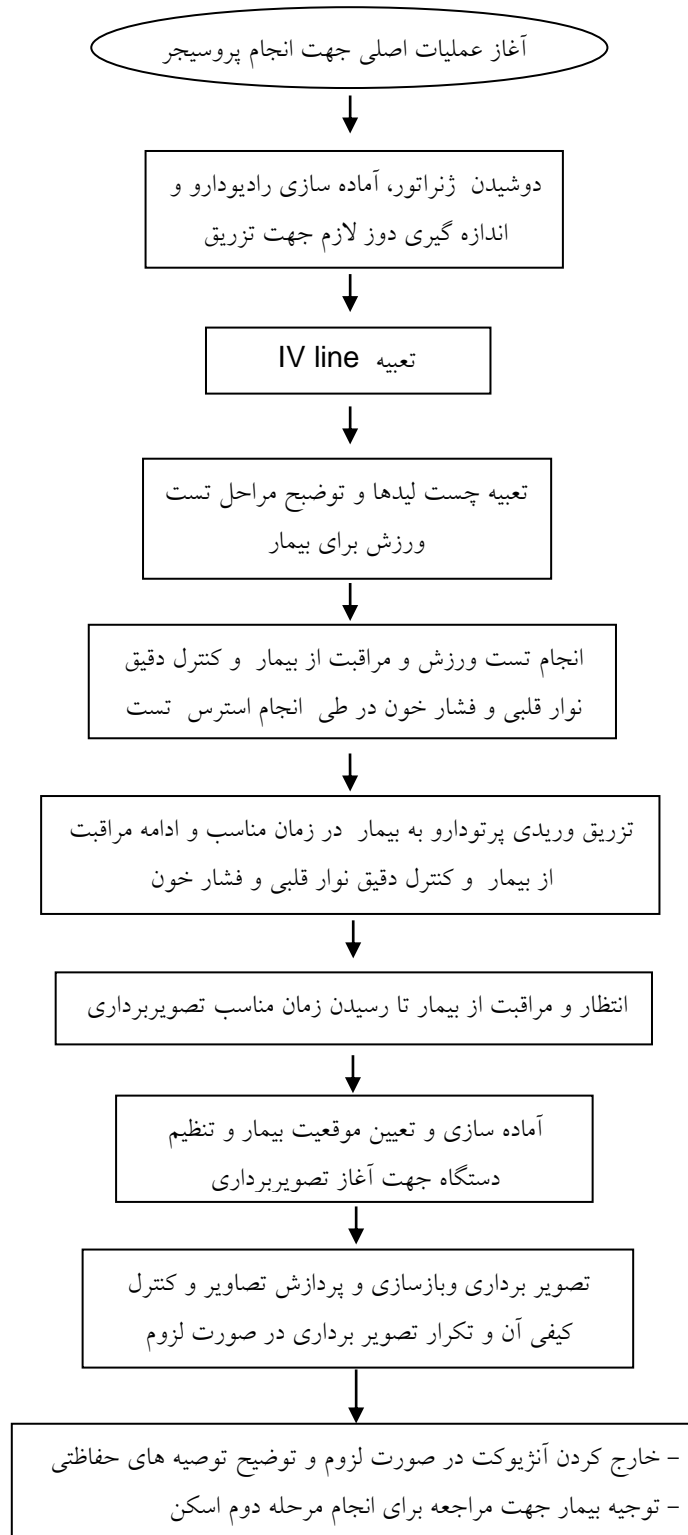 آغاز عملیات اصلی جهت انجام پروسیجر
دوشیدن ژنراتور، آماده سازی رادیودارو و
اندازه گیری دوز لازم جهت تزریق
تعبیه IV line
تعبیه چست لیدها و توضبح مراحل تست
ورزش برای بیمار
انجام تست ورزش و مراقبت از بیمار و کنترل دقیق
نوار قلبی و فشار خون در طی انجام استرس تست
تزریق وریدی پرتودارو به بیمار در زمان مناسب و ادامه مراقبت
از بیمار و کنترل دقیق نوار قلبی و فشار خون
انتظار و مراقبت از بیمار تا رسیدن زمان مناسب تصویربرداری
آماده سازی و تعیین موقعیت بیمار و تنظیم
دستگاه جهت آغاز تصویربرداری
تصویر برداری وبازسازی و پردازش تصاویر و کنترل
کیفی آن و تکرار تصویر برداری در صورت لزوم
- خارج کردن آنژیوکت در صورت لزوم و توضیح توصیه های حفاظتی
- توجیه بیمار جهت مراجعه برای انجام مرحله دوم اسکن